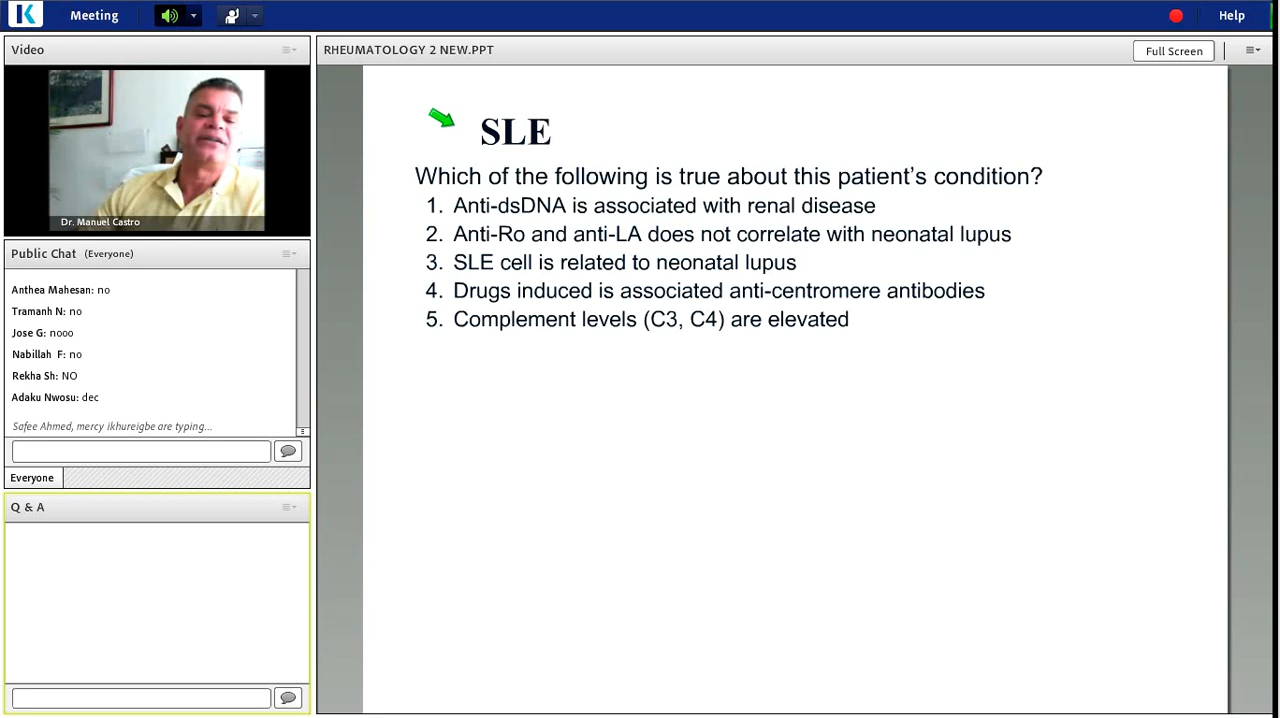 K Meeting Help
Video
Dr. Manuel Castro
Public Chat (Everyone)
Anthea Mahesan: no
Tramanh N: no
Jose G: nooo
Nabillah F: no
Rekha Sh: NO
Adaku Nwosu: dec
Safee Ahmed, mercy ikhureigbe are typing...
Everyone
Q & A
RHEUMATOLOGY 2 NEW.PPT Full Screen
SLE
Which of the following is true about this patient's condition?
1. Anti-dsDNA is associated with renal disease
2. Anti-Ro and anti-LA does not correlate with neonatal lupus
3. SLE cell is related to neonatal lupus
4. Drugs induced is associated anti-centromere antibodies
5. Complement levels (C3, C4) are elevated